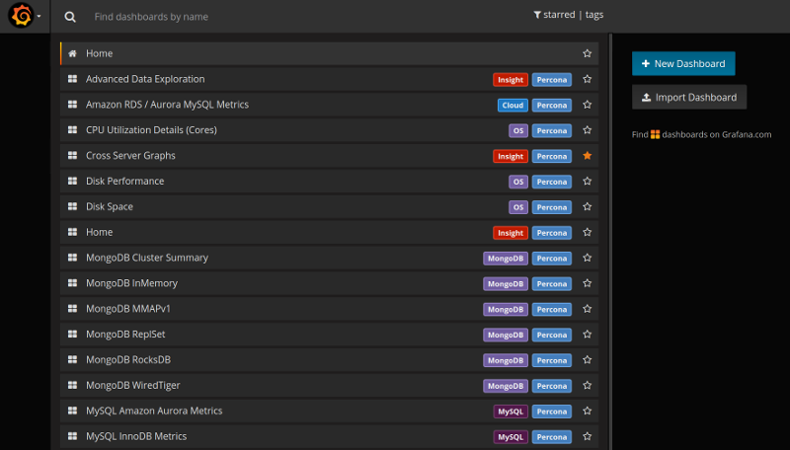 Find dashboards by name
starred | tags
Home
Advanced Data Exploration Insight Percona
Amazon RDS / Aurora MySQL Metrics Cloud Percona
CPU Utilization Details (Cores) OS Percona
Cross Server Graphs Insight Percona
Disk Performance OS Percona
Disk Space OS Percona
Home Insight Percona
MongoDB Cluster Summary MongoDB Percona
MongoDB InMemory MongoDB Percona
MongoDB MMAPv1 MongoDB Percona
MongoDB ReplSet MongoDB Percona
MongoDB RocksDB MongoDB Percona
MongoDB WiredTiger MongoDB Percona
MySQL Amazon Aurora Metrics MySQL Percona
MySQL InnoDB Metrics MySQL Percona
New Dashboard
Import Dashboard
Find dashboards on Grafana.com